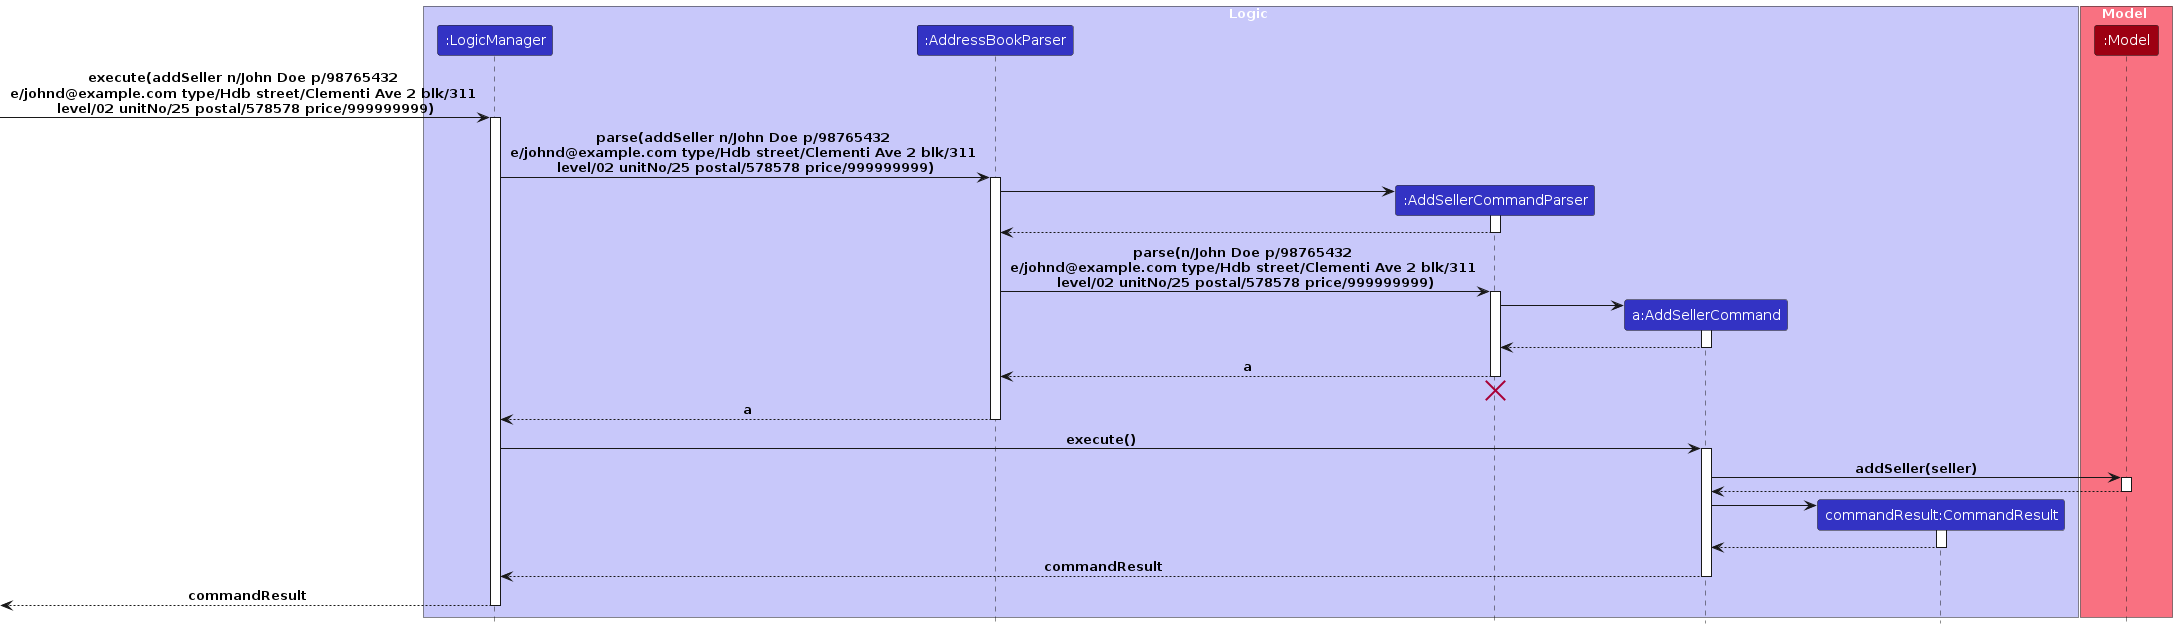 Logic
Model
:LogicManager
:AddressBookParser
:Model
execute(addSeller n/John Doe p/98765432
e/johnd@example.com type/Hdb street/Clementi Ave 2 blk/311
level/02 unitNo/25 postal/578578 price/999999999)
parse(addSeller n/John Doe p/98765432
e/johnd@example.com type/Hdb street/Clementi Ave 2 blk/311
level/02 unitNo/25 postal/578578 price/999999999)
:AddSellerCommandParser
parse(n/John Doe p/98765432
e/johnd@example.com type/Hdb street/Clementi Ave 2 blk/311
level/02 unitNo/25 postal/578578 price/999999999)
a:AddSellerCommand
a
a
execute()
addSeller(seller)
commandResult:CommandResult
commandResult
commandResult